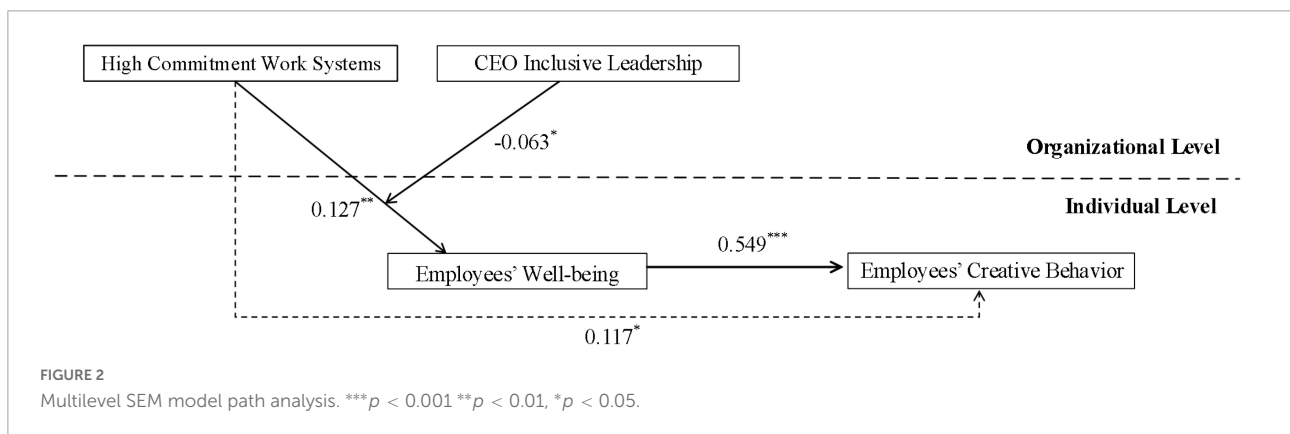 High Commitment Work Systems
CEO Inclusive Leadership
-0.063*
Organizational Level
0.127**
Individual Level
0.549***
Employees' Well-being
Employees' Creative Behavior
0.117*
FIGURE 2
Multilevel SEM model path analysis. ***p < 0.001 **p < 0.01, *p < 0.05.